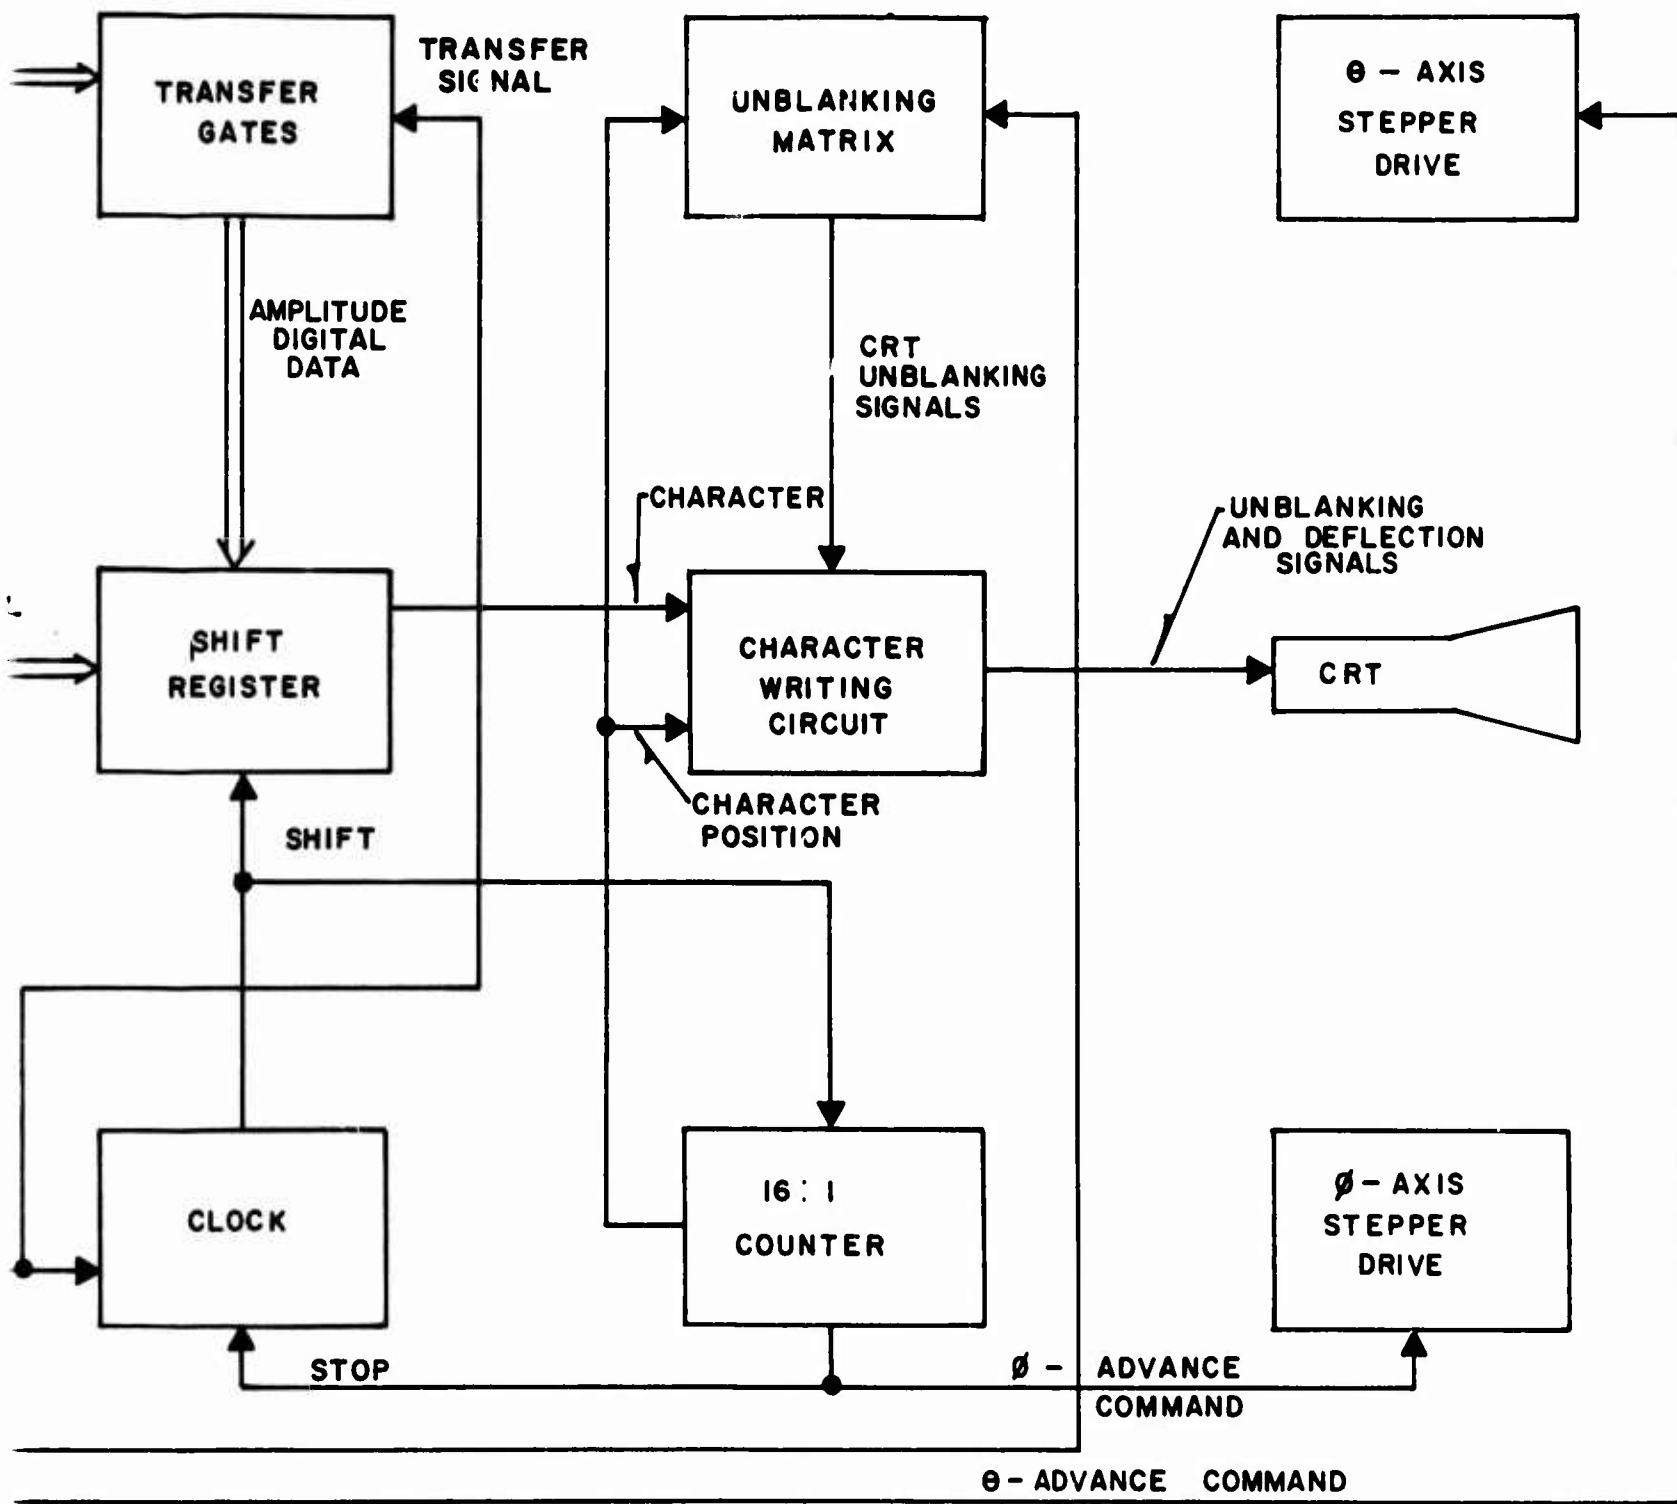 TRANSFER
GATES
TRANSFER
SIGNAL
UNBLANKING
MATRIX
θ - AXIS
STEPPER
DRIVE
AMPLITUDE
DIGITAL
DATA
CRT
UNBLANKING
SIGNALS
CHARACTER
UNBLANKING
AND DEFLECTION
SIGNALS
SHIFT
REGISTER
CHARACTER
WRITING
CIRCUIT
CRT
CHARACTER
POSITION
SHIFT
CLOCK
16 : 1
COUNTER
Ø - AXIS
STEPPER
DRIVE
STOP
Ø - ADVANCE
COMMAND
θ - ADVANCE COMMAND